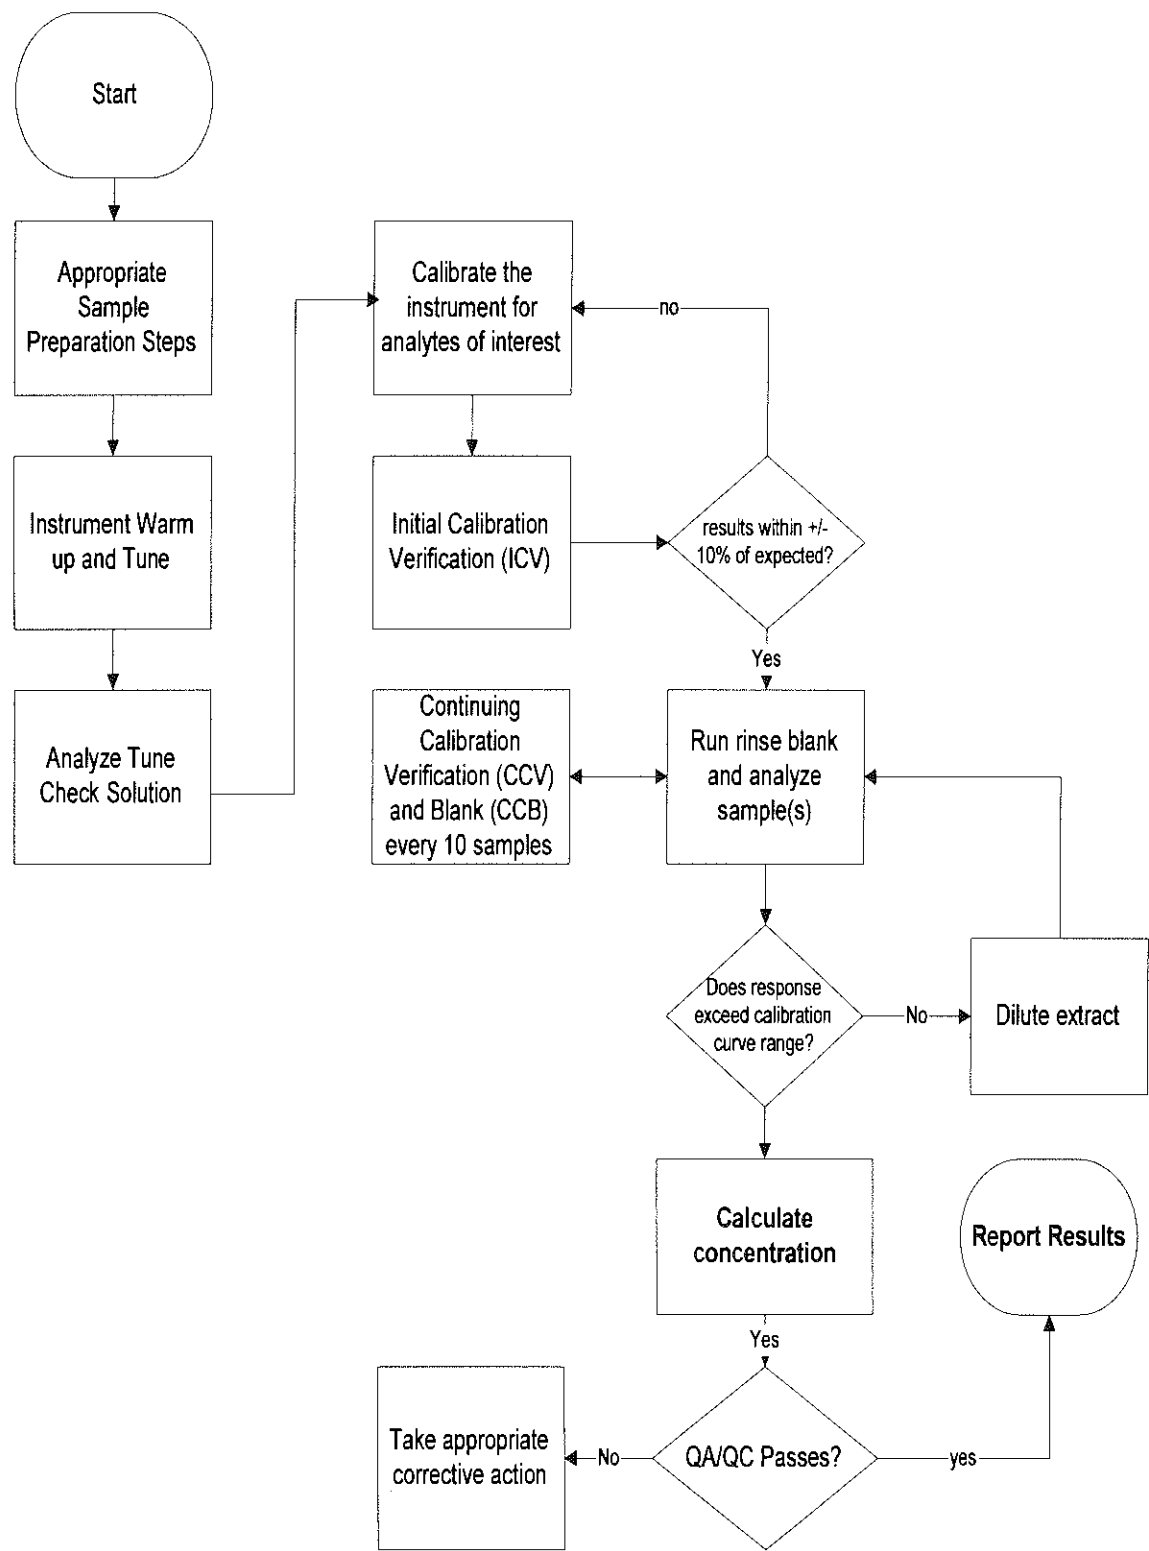 Start
Appropriate
Sample
Preparation Steps
Instrument Warm
up and Tune
Analyze Tune
Check Solution
Calibrate the
instrument for
analytes of interest
no
Initial Calibration
Verification (ICV)
results within +/-
10% of expected?
Yes
Continuing
Calibration
Verification (CCV)
and Blank (CCB)
every 10 samples
Run rinse blank
and analyze
sample(s)
Does response
exceed calibration
curve range?
No
Dilute extract
Calculate
concentration
Report Results
Yes
Take appropriate
corrective action
No
QA/QC Passes?
yes